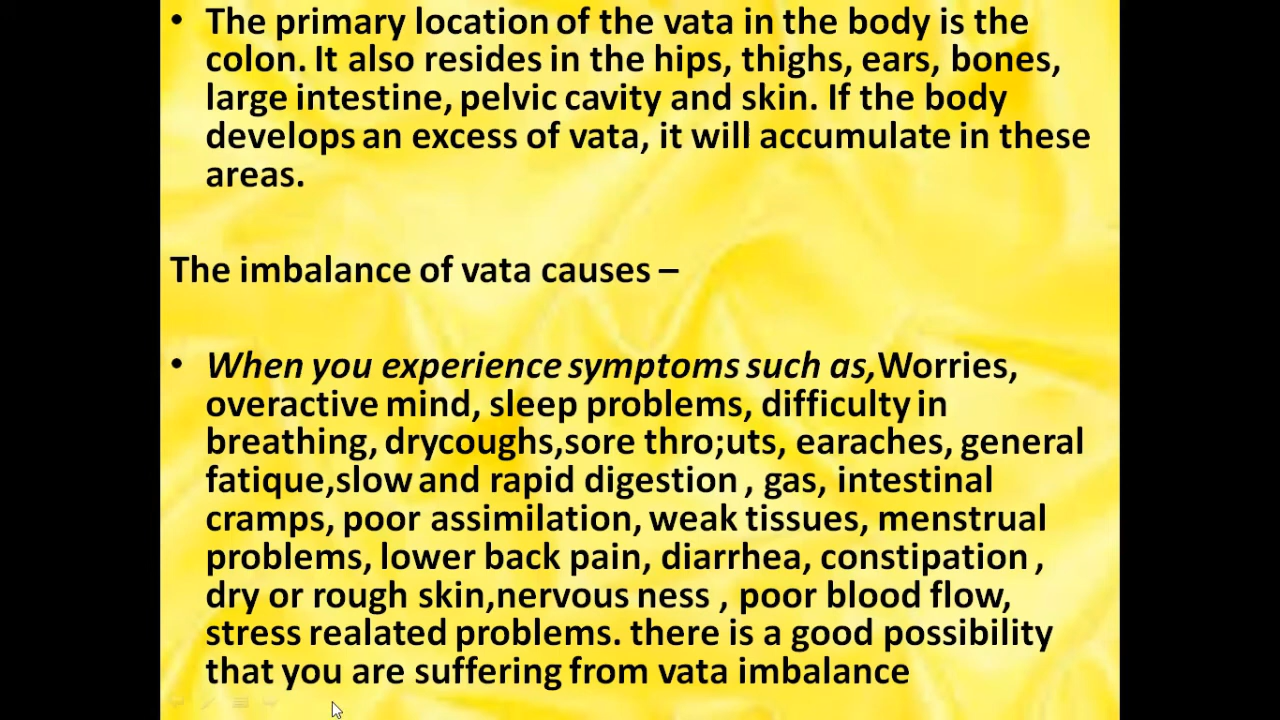 • The primary location of the vata in the body is the
colon. It also resides in the hips, thighs, ears, bones,
large intestine, pelvic cavity and skin. If the body
develops an excess of vata, it will accumulate in these
areas.
The imbalance of vata causes –
• When you experience symptoms such as,Worries,
overactive mind, sleep problems, difficulty in
breathing, drycoughs,sore thro;uts, earaches, general
fatique,slow and rapid digestion , gas, intestinal
cramps, poor assimilation, weak tissues, menstrual
problems, lower back pain, diarrhea, constipation ,
dry or rough skin,nervous ness , poor blood flow,
stress realated problems. there is a good possibility
that you are suffering from vata imbalance